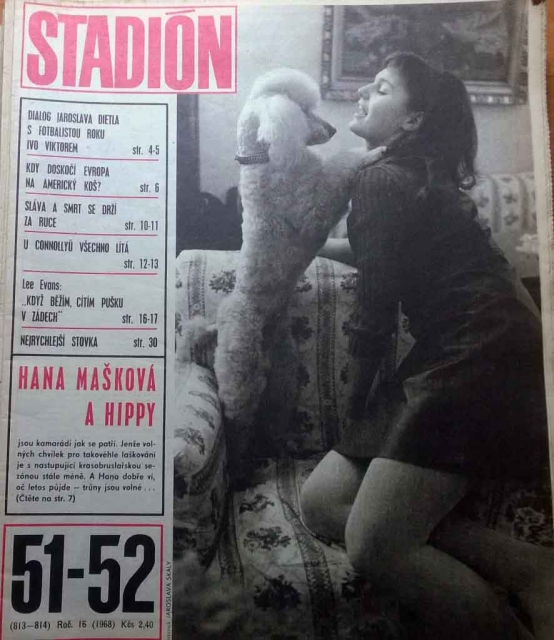 STADIÓN
DIALOG JAROSLAVA DIETLA
S FOTBALISTOU ROKU
IVO VIKTOREM str. 4-5
KDY DOSKOČÍ EVROPA
NA AMERICKÝ KOŠ? str. 6
SLÁVA A SMRT SE DRŽÍ
ZA RUCE str. 10-11
U CONNOLLYŮ VŠECHNO LÍTÁ
str. 12-13
Lee Evans:
„KDYŽ BĚŽÍM, CÍTÍM PUŠKU
V ZÁDECH" str. 16-17
NEJRYCHLEJŠÍ STOVKA str. 30
HANA MAŠKOVÁ
A HIPPY
jsou kamarádi jak se patří. Jenže vol-
ných chvilek pro takovéhle laškování
je s nastupující krasobruslařskou se-
zónou stále méně. A Hana dobře ví,
oč letos půjde — trůny jsou volné . . .
(Čtěte na str. 7)
51-52
(813—814) Roč. 16 (1968) Kčs 2,40
JAROSLAV SKÁLA